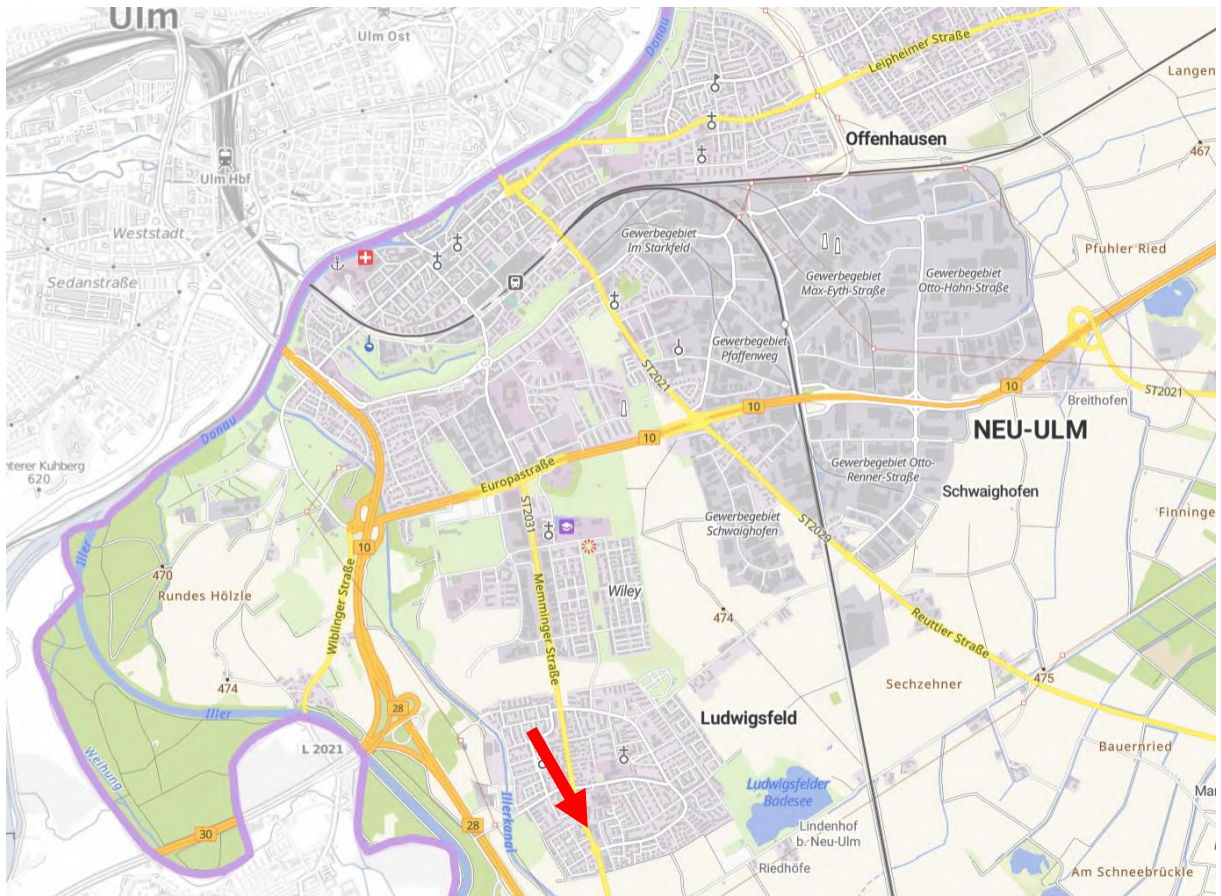 Ulm
Ulm Ost
Donau
Leipheimer Straße
Langen
Offenhausen
467
Ulm Hbf
Weststadt
Sedanstraße
Gewerbegebiet
Im Starkfeld
Gewerbegebiet
Max-Eyth-Straße
Gewerbegebiet
Otto-Hahn-Straße
Pfuhler Ried
Gewerbegebiet
Pfaffenweg
ST2021
10
ST2021
Breithofen
10
Donau
10
NEU-ULM
nterer Kuhberg
620
Europastraße
Gewerbegebiet Otto-
Renner-Straße
Schwaighofen
ST2031
Gewerbegebiet
Schwaighofen
ST2029
Finninge
Iller
10
470
Rundes Hölzle
Wiblinger Straße
Memminger Straße
Wiley
474
Reuttier Straße
475
474
Sechzehner
Iller
28
Ludwigsfeld
L 2021
Bauernried
Weihung
Ludwigsfelder
Badesee
Mar
Illerkanal
30
28
Lindenhof
b. Neu-Ulm
Riedhöfe
Am Schneebrückle